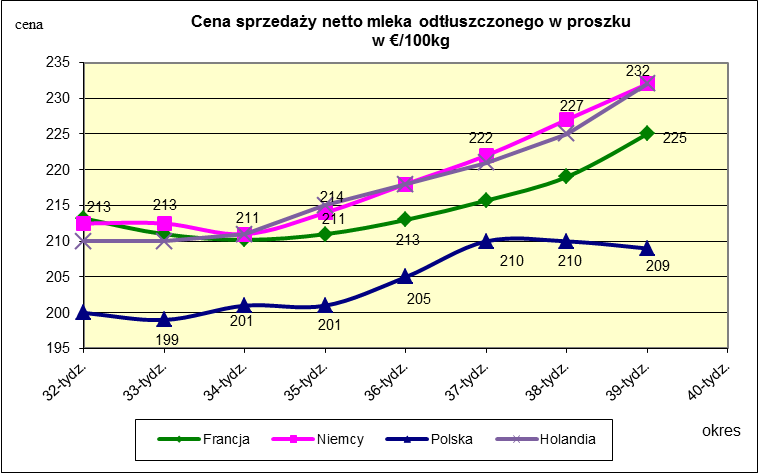 cena
Cena sprzedaży netto mleka odtłuszczonego w proszku
w €/100kg
235
230
225
220
215
210
205
200
195
213
213
211
214
211
213
222
227
232
225
199
201
201
205
210
210
209
32-tydz.
33-tydz.
34-tydz.
35-tydz.
36-tydz.
37-tydz.
38-tydz.
39-tydz.
40-tydz.
okres
Francja
Niemcy
Polska
Holandia